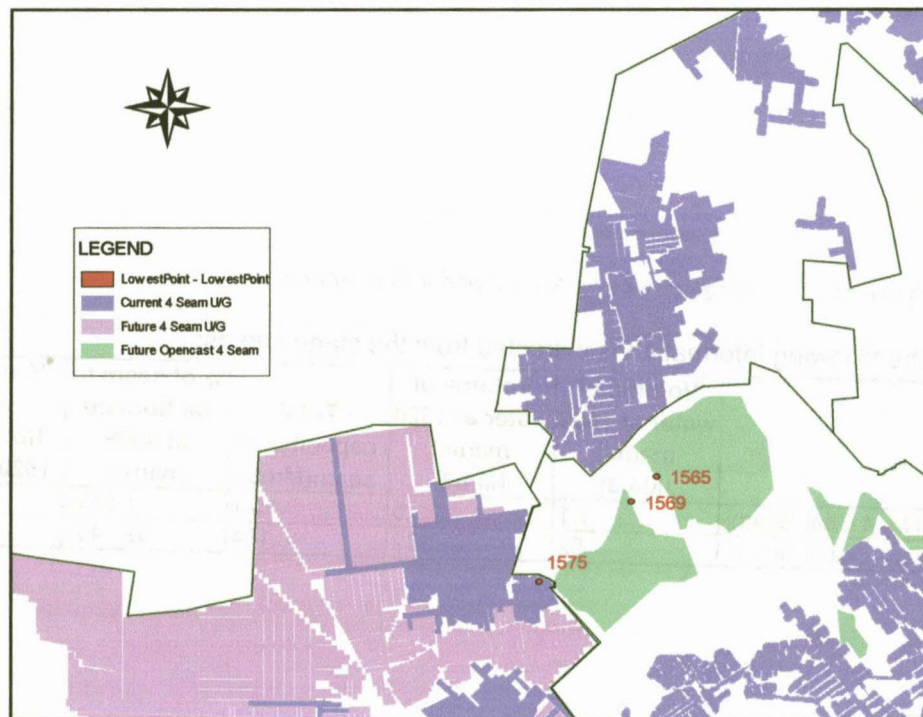 LEGEND
LowestPoint - LowestPoint
Current 4 Seam U/G
Future 4 Seam U/G
Future Opencast 4 Seam
1565
1569
1575